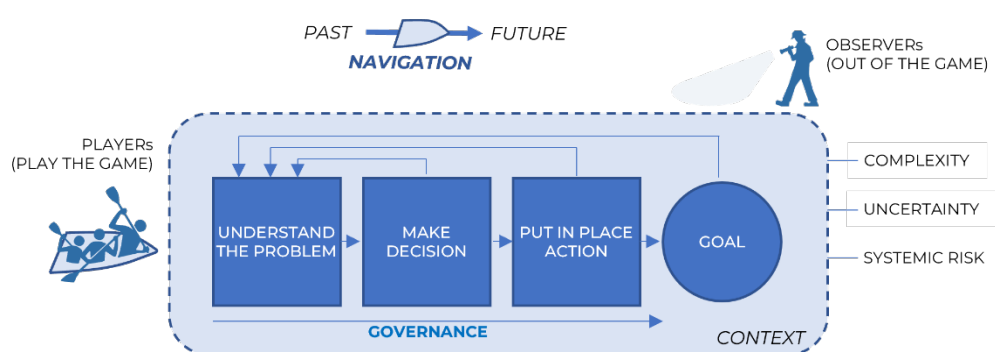 PAST
FUTURE
NAVIGATION
OBSERVERs
(OUT OF THE GAME)
PLAYERs
(PLAY THE GAME)
UNDERSTAND
THE PROBLEM
MAKE
DECISION
PUT IN PLACE
ACTION
GOAL
COMPLEXITY
UNCERTAINTY
SYSTEMIC RISK
GOVERNANCE
CONTEXT